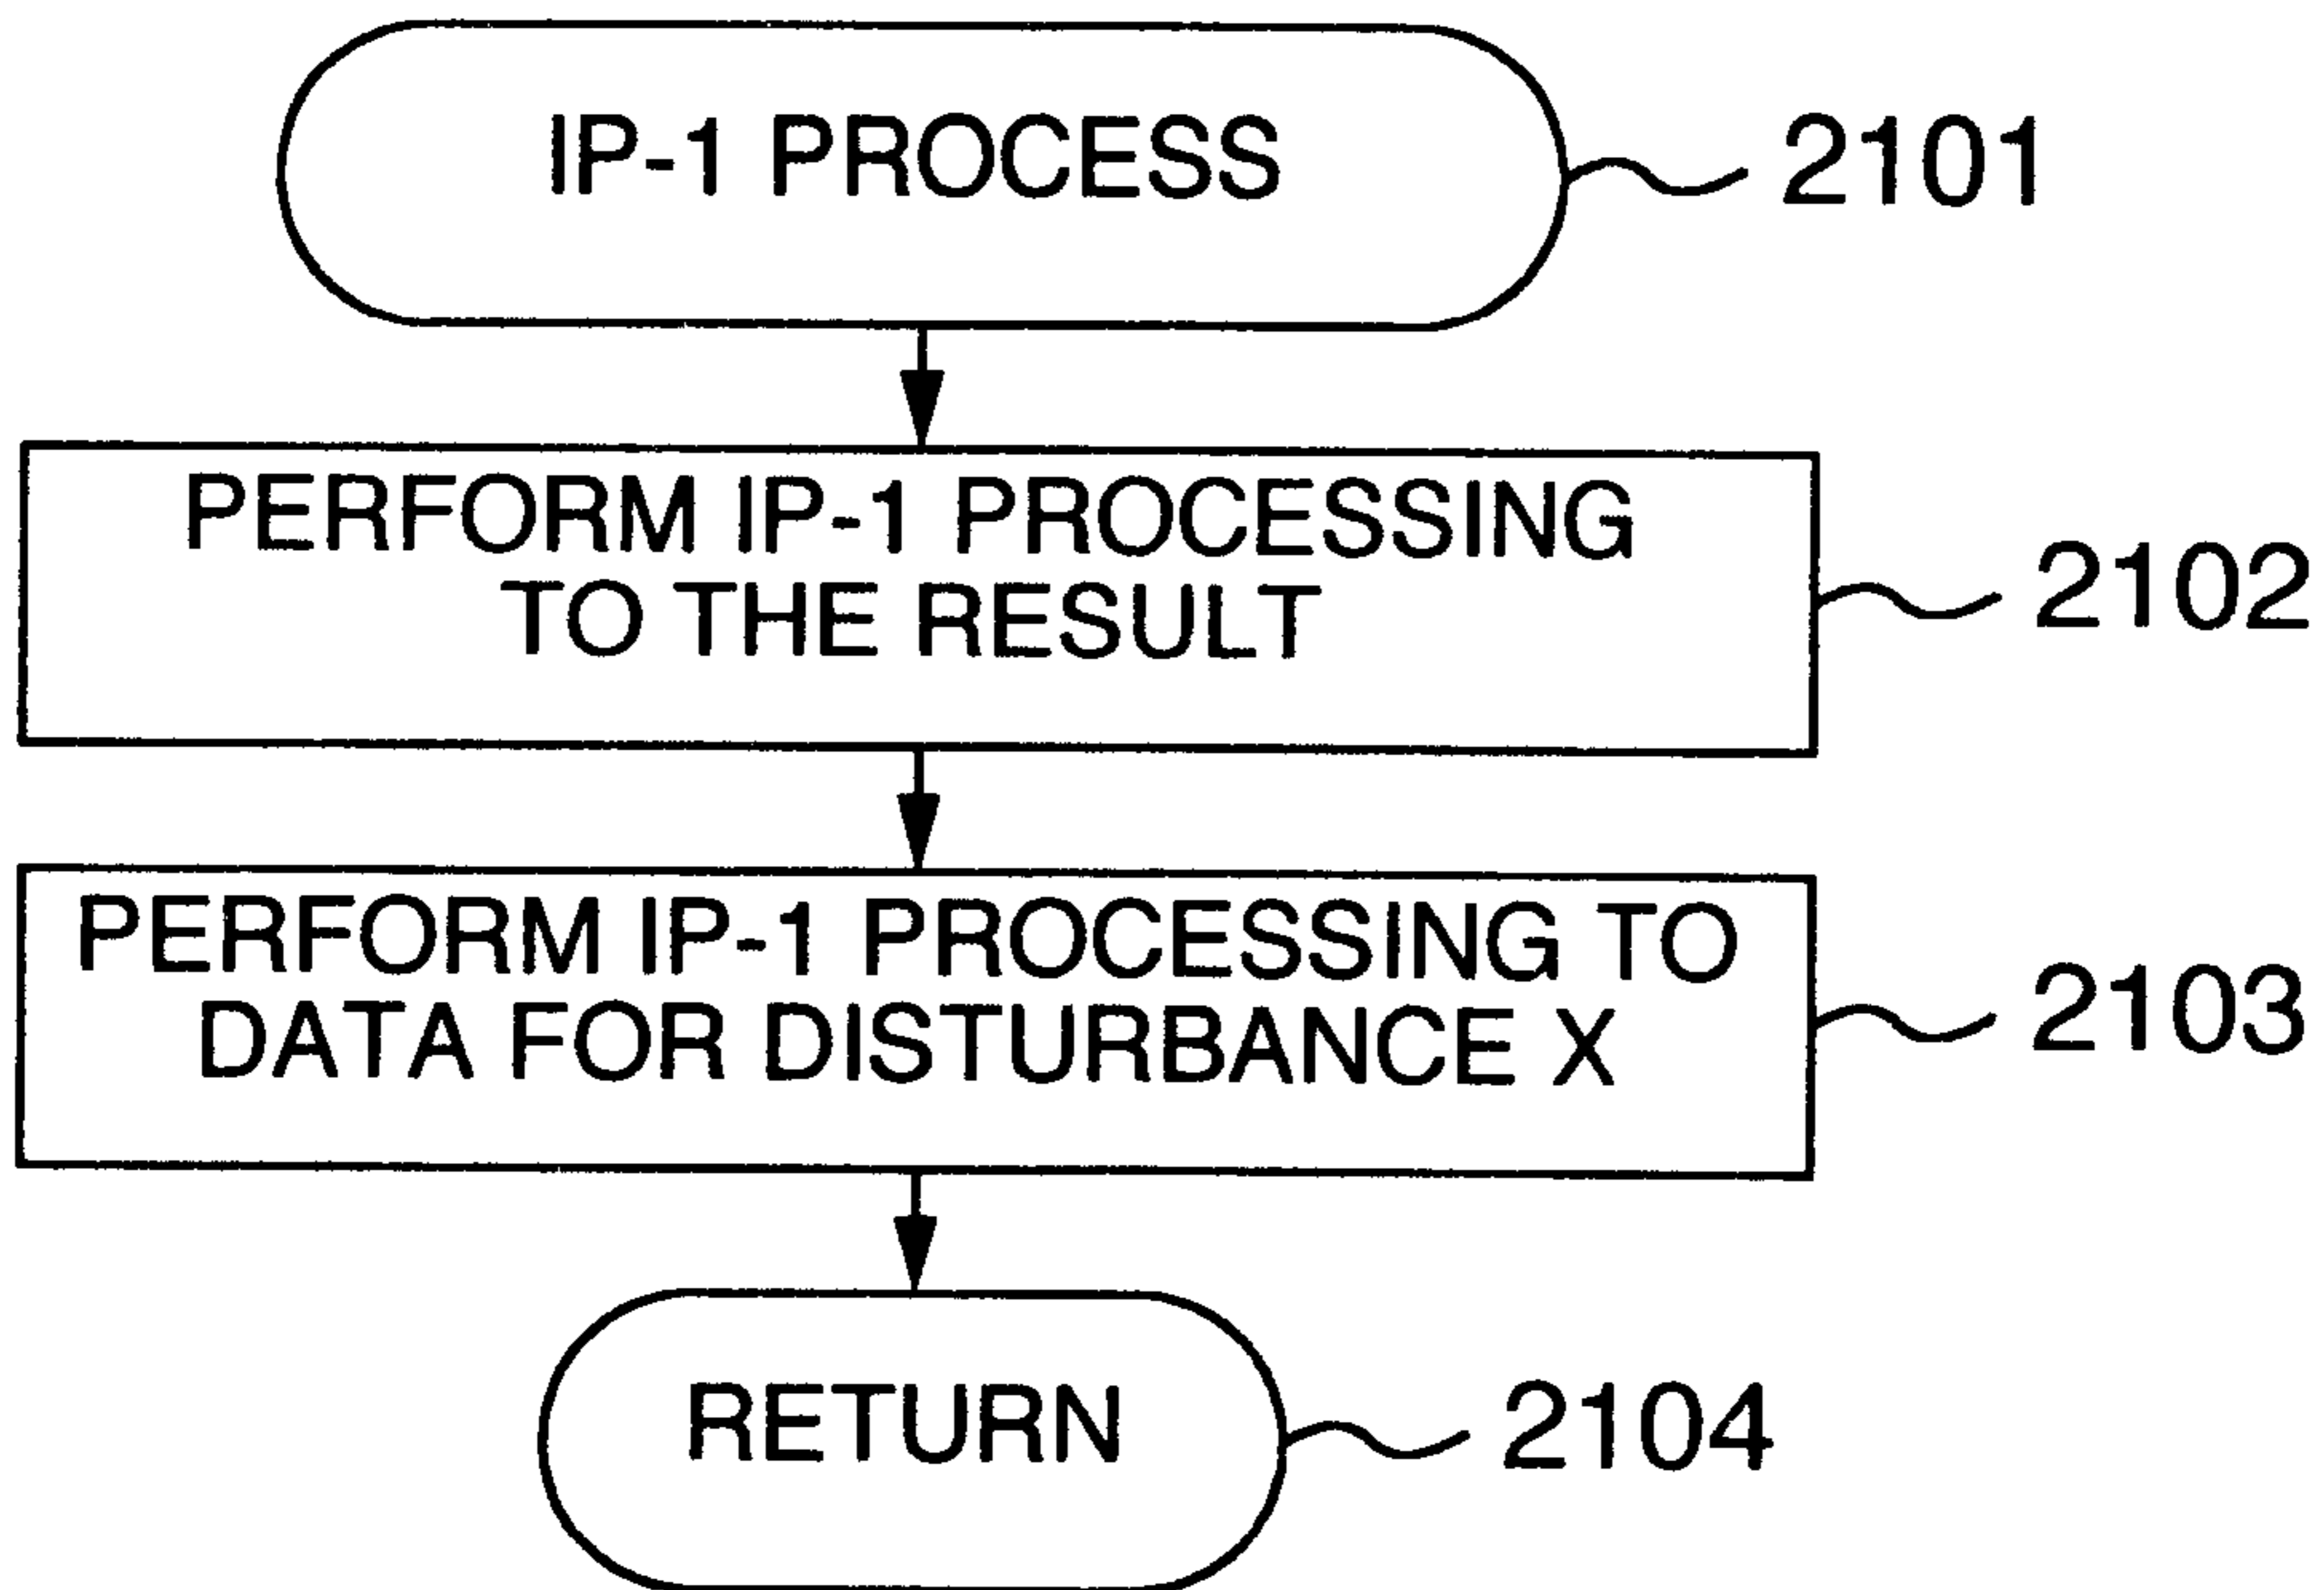 IP-1 PROCESS
2101
PERFORM IP-1 PROCESSING
TO THE RESULT
2102
PERFORM IP-1 PROCESSING TO
DATA FOR DISTURBANCE X
2103
RETURN
2104